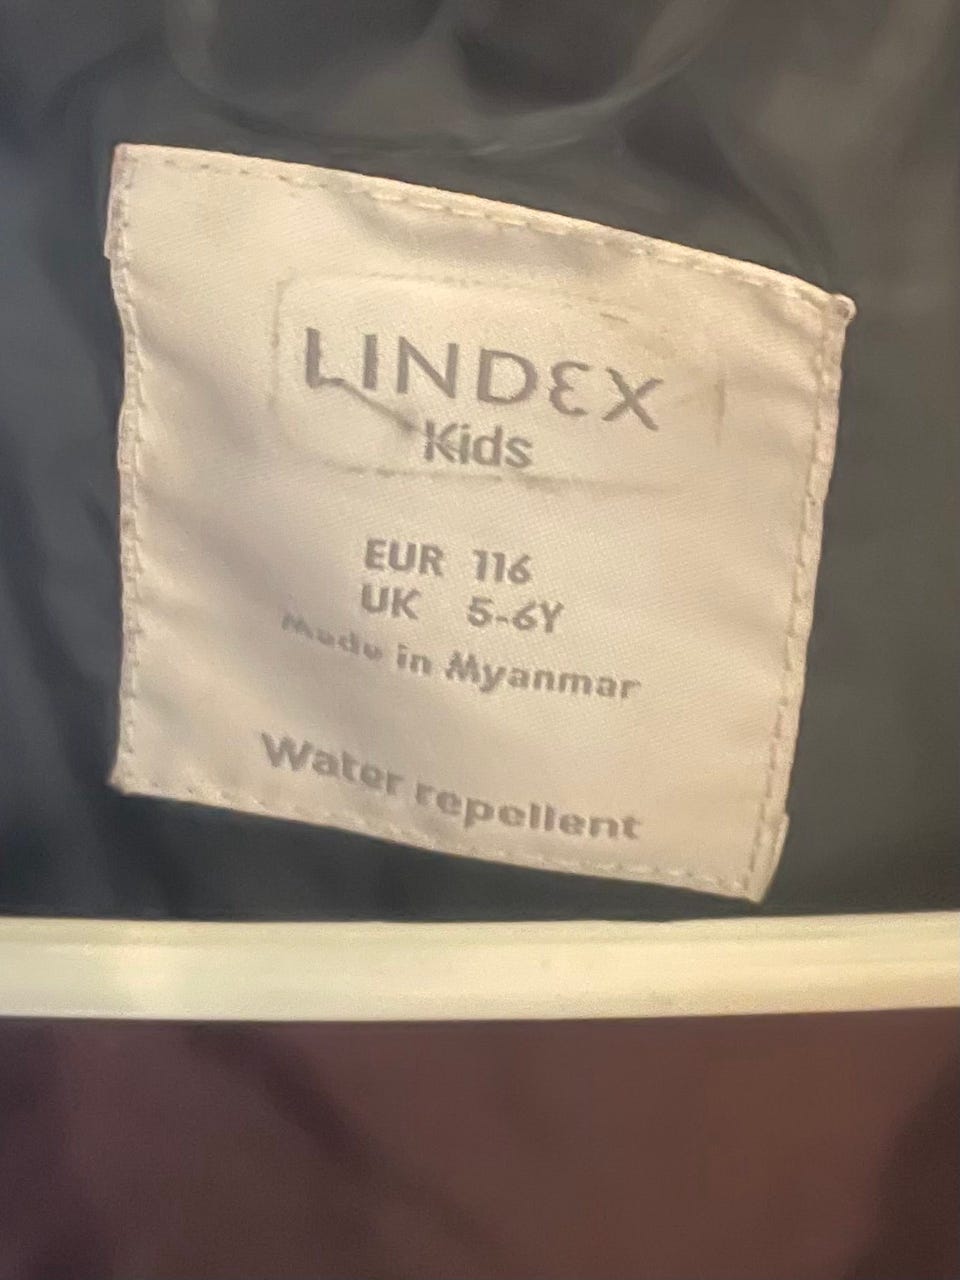 LINDEX
Kids
EUR 116
UK 5-6Y
Made in Myanmar
Water repellent